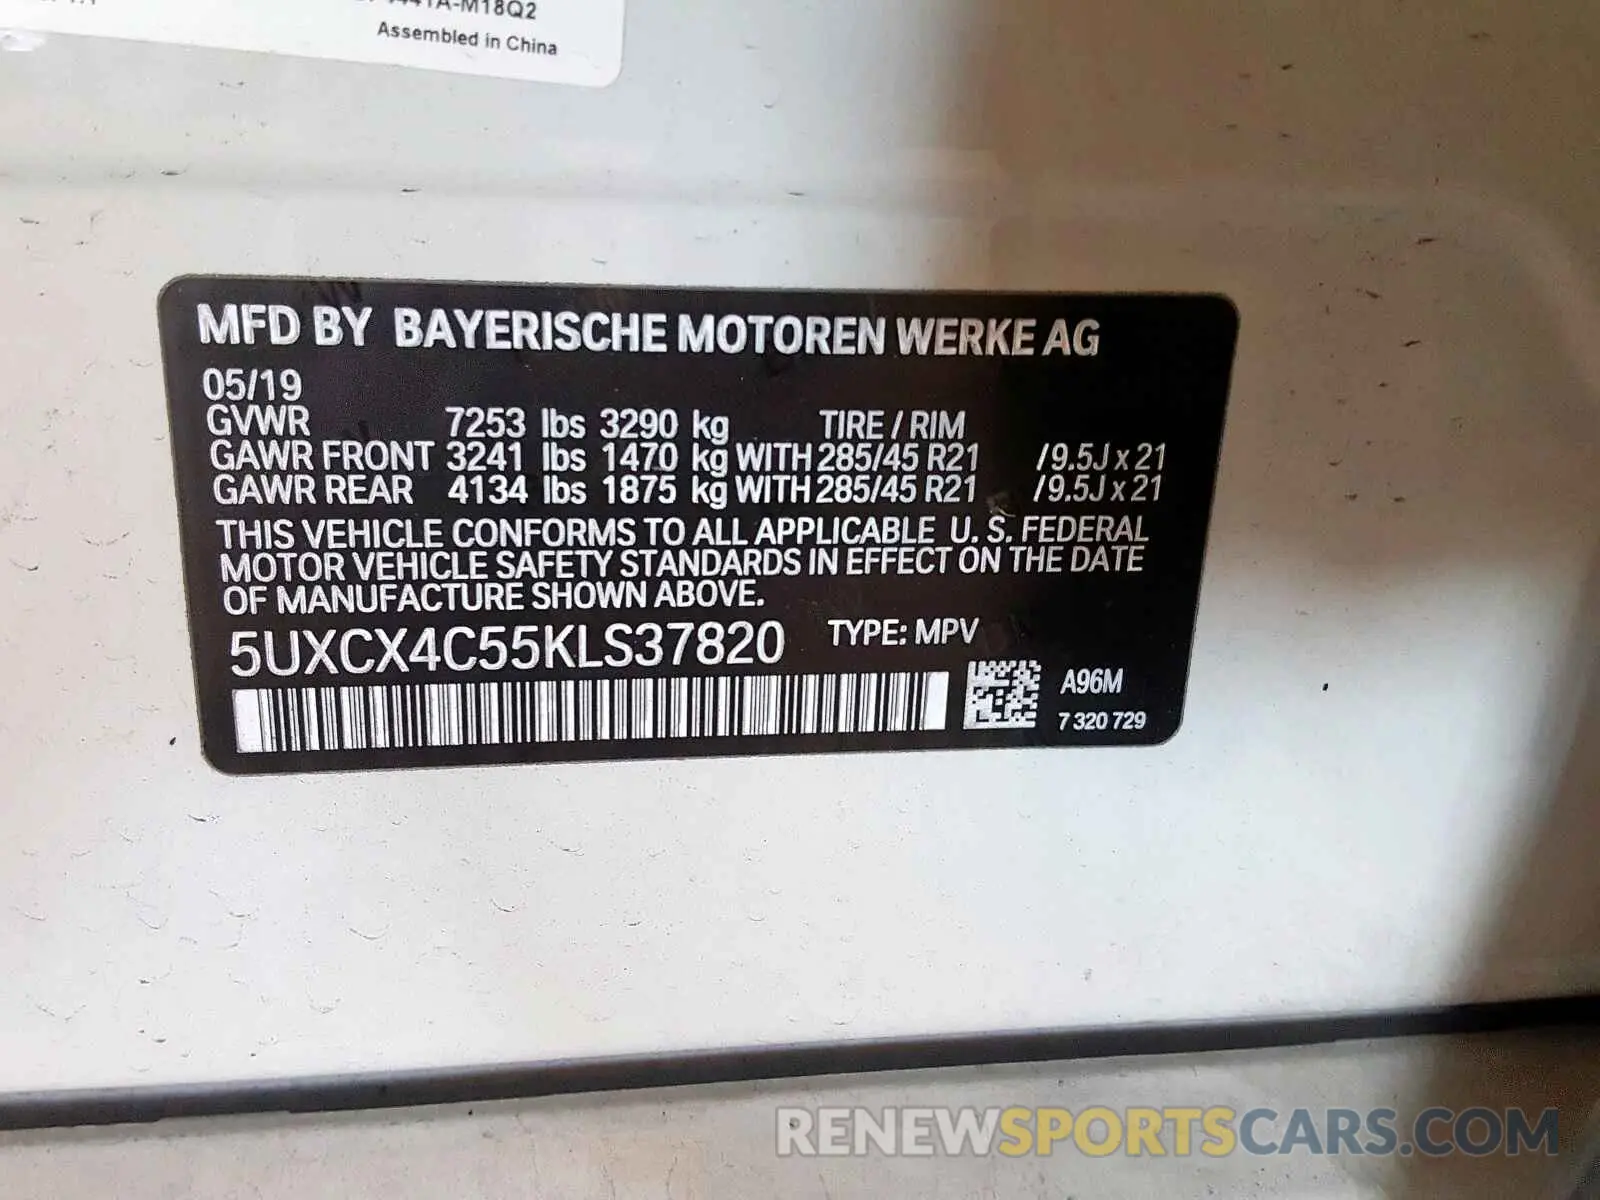 Assembled in China
MFD BY BAYERISCHE MOTOREN WERKE AG
05/19
GVWR 7253 lbs 3290 kg TIRE / RIM
GAWR FRONT 3241 lbs 1470 kg WITH 285/45 R21 /9.5J x 21
GAWR REAR 4134 lbs 1875 kg WITH 285/45 R21 /9.5J x 21
THIS VEHICLE CONFORMS TO ALL APPLICABLE U. S. FEDERAL
MOTOR VEHICLE SAFETY STANDARDS IN EFFECT ON THE DATE
OF MANUFACTURE SHOWN ABOVE.
5UXCX4C55KLS37820 TYPE: MPV
A96M
7 320 729
RENEWSPORTSCARS.COM